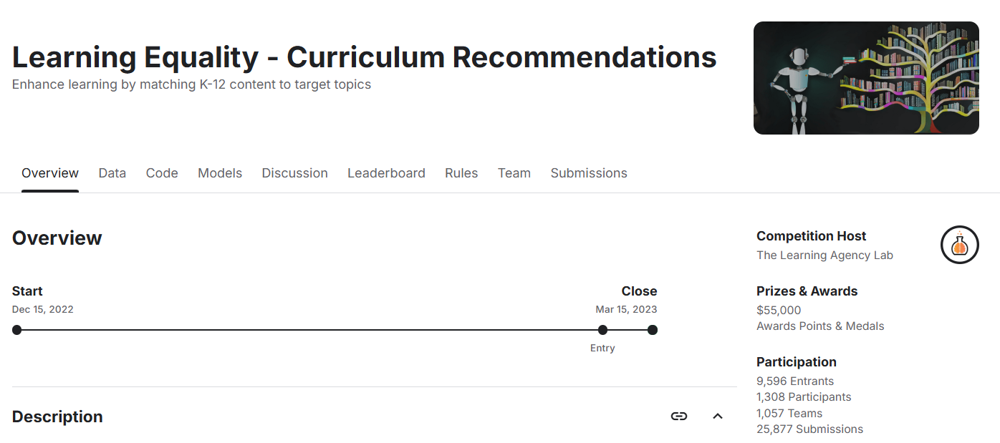 Learning Equality - Curriculum Recommendations
Enhance learning by matching K-12 content to target topics
Overview Data Code Models Discussion Leaderboard Rules Team Submissions
Overview
Start Close
Dec 15, 2022 Mar 15, 2023
Entry
Description
Competition Host
The Learning Agency Lab
Prizes & Awards
$55,000
Awards Points & Medals
Participation
9,596 Entrants
1,308 Participants
1,057 Teams
25,877 Submissions